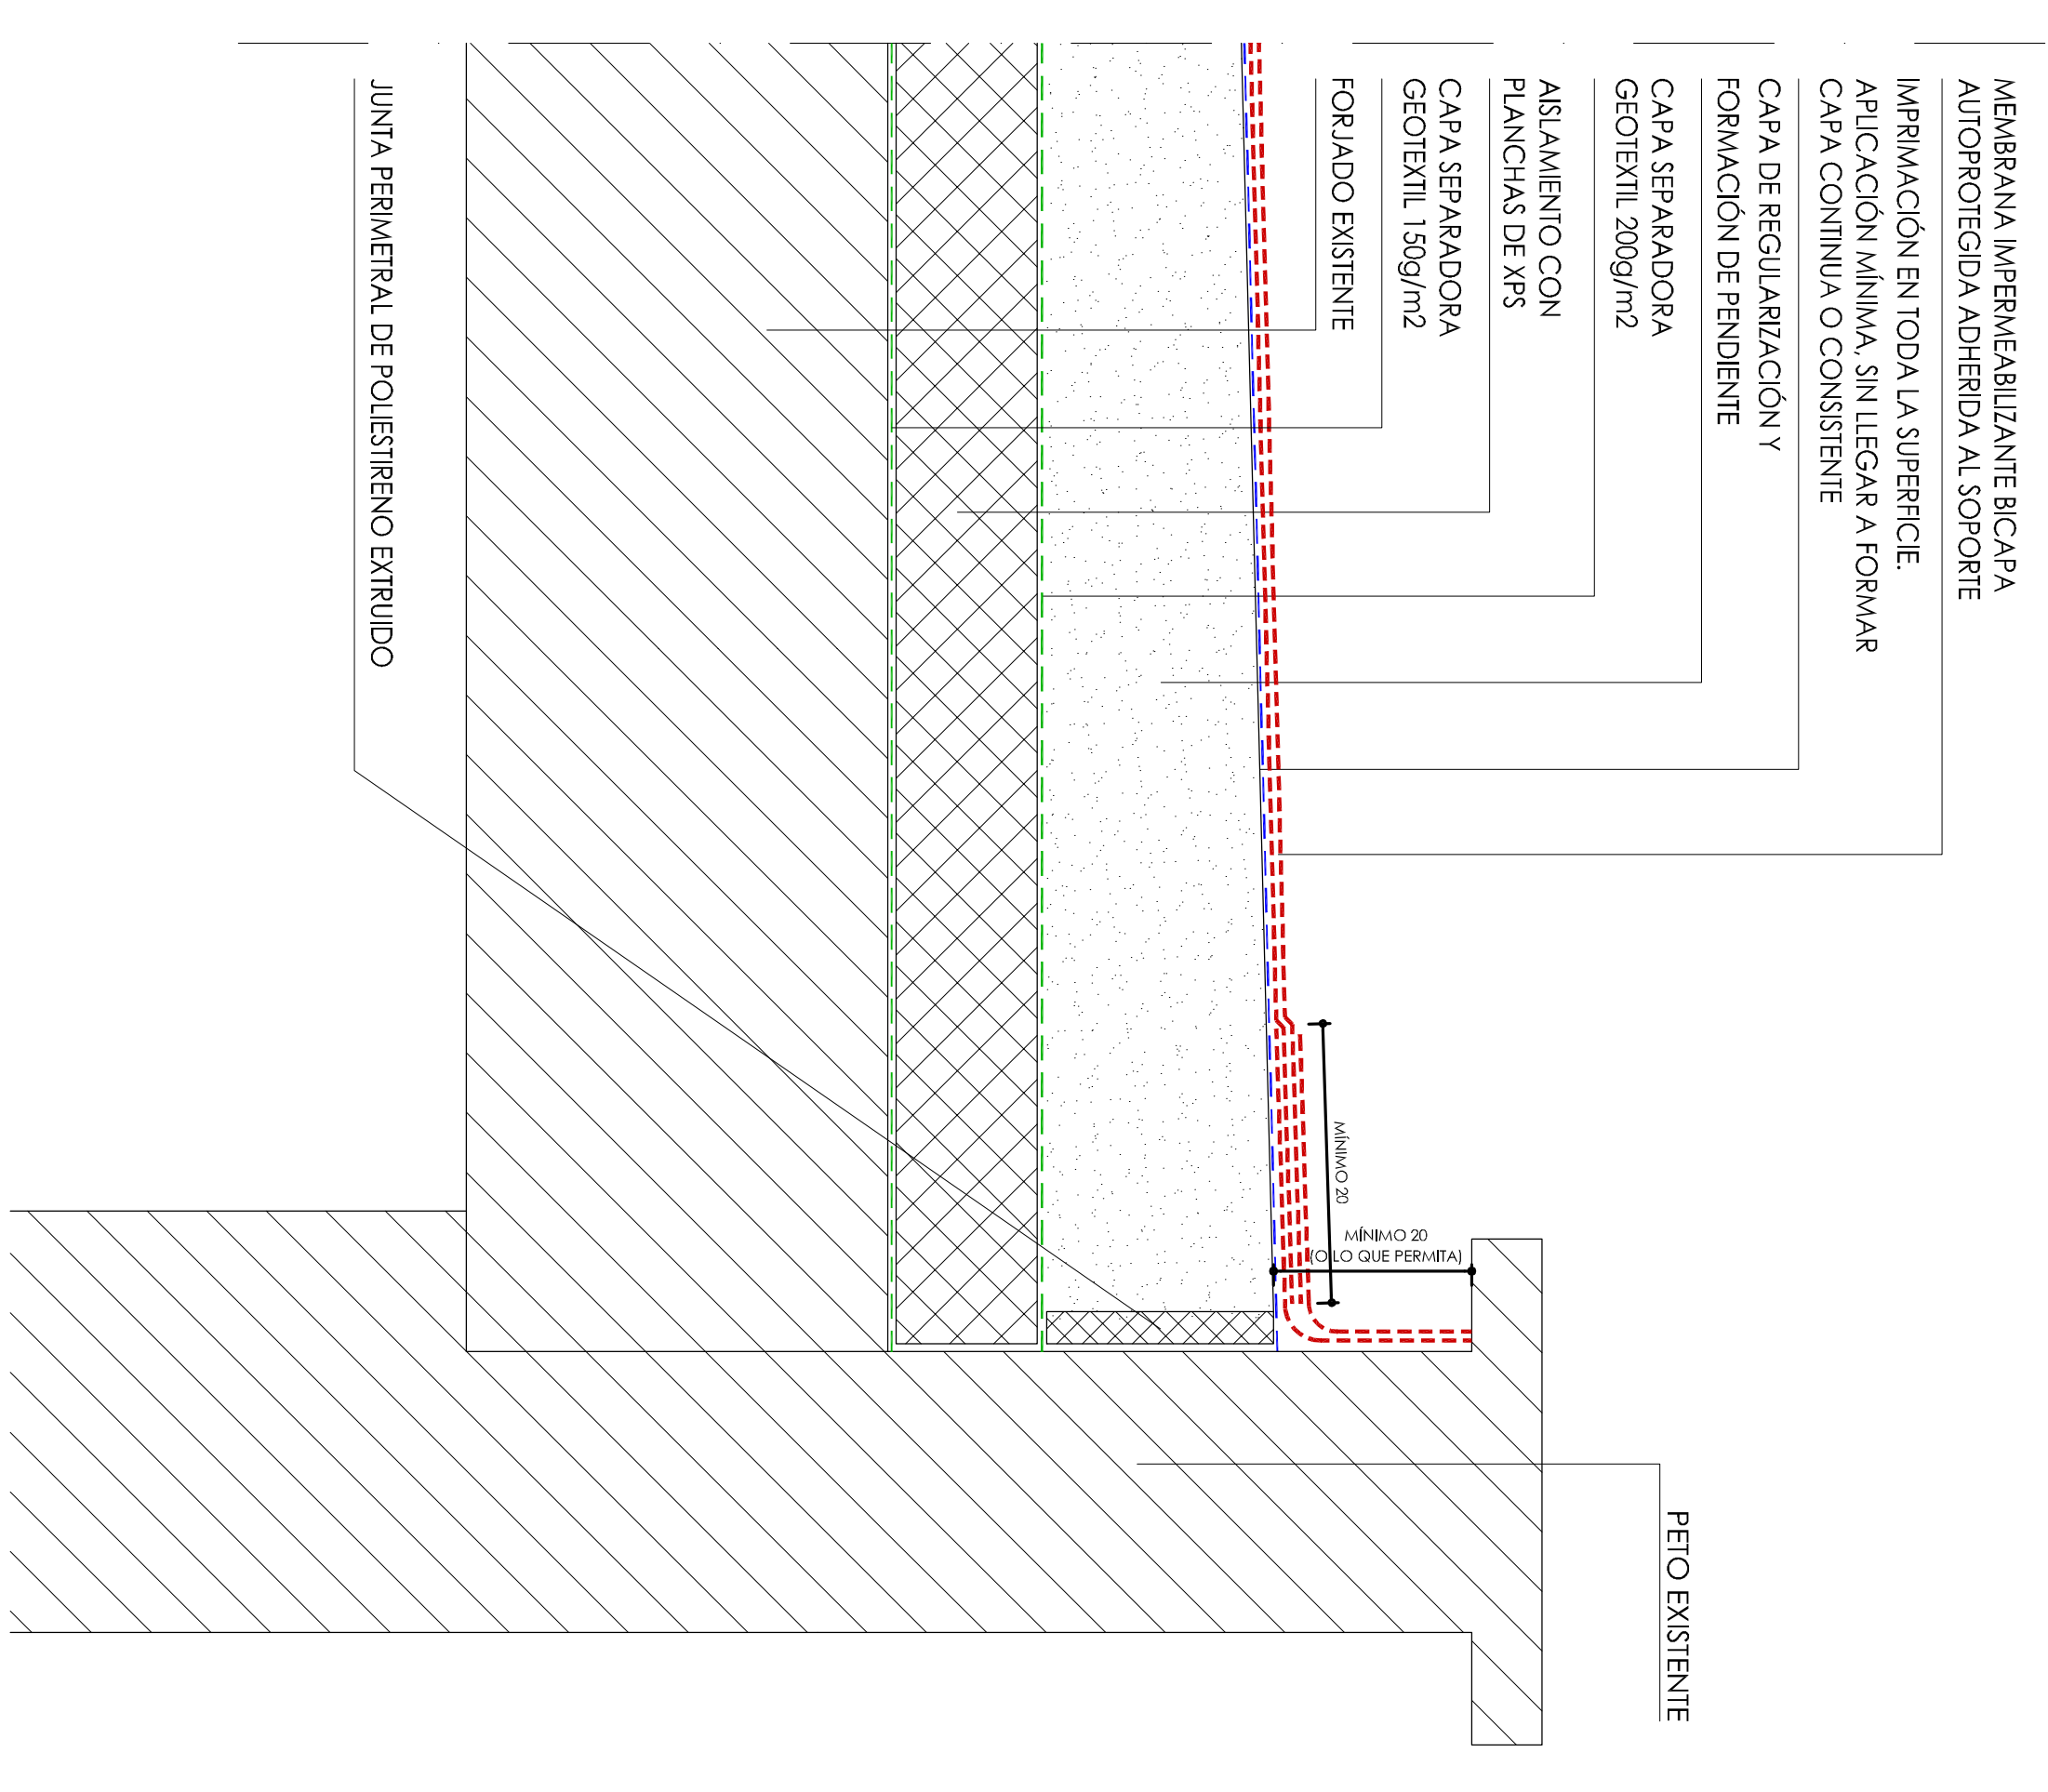 MEMBRANA IMPERMEABILIZANTE BICAPA
AUTOPROTEGIDA ADHERIDA AL SOPORTE
IMPRIMACIÓN EN TODA LA SUPERFICIE.
APLICACIÓN MÍNIMA, SIN LLEGAR A FORMAR
CAPA CONTINUA O CONSISTENTE
CAPA DE REGULARIZACIÓN Y
FORMACIÓN DE PENDIENTE
CAPA SEPARADORA
GEOTEXTIL 200g/m2
AISLAMIENTO CON
PLANCHAS DE XPS
CAPA SEPARADORA
GEOTEXTIL 150g/m2
FORJADO EXISTENTE
MÍNIMO 20
MÍNIMO 20
(O LO QUE PERMITA)
PETO EXISTENTE
JUNTA PERIMETRAL DE POLIESTIRENO EXTRUIDO